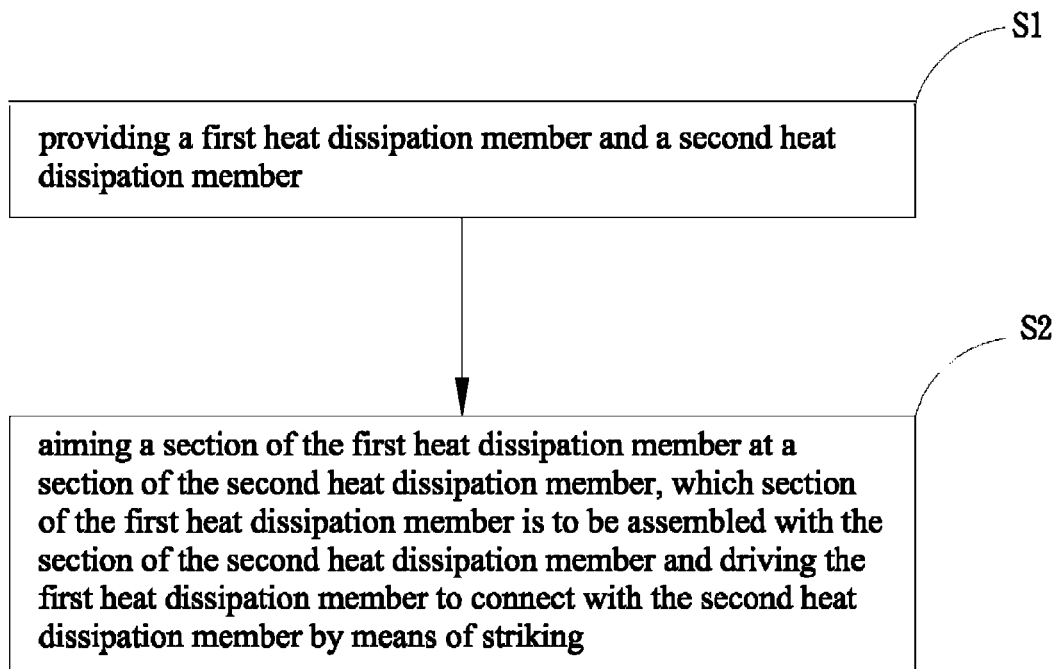 S1
providing a first heat dissipation member and a second heat
dissipation member
S2
aiming a section of the first heat dissipation member at a
section of the second heat dissipation member, which section
of the first heat dissipation member is to be assembled with the
section of the second heat dissipation member and driving the
first heat dissipation member to connect with the second heat
dissipation member by means of striking